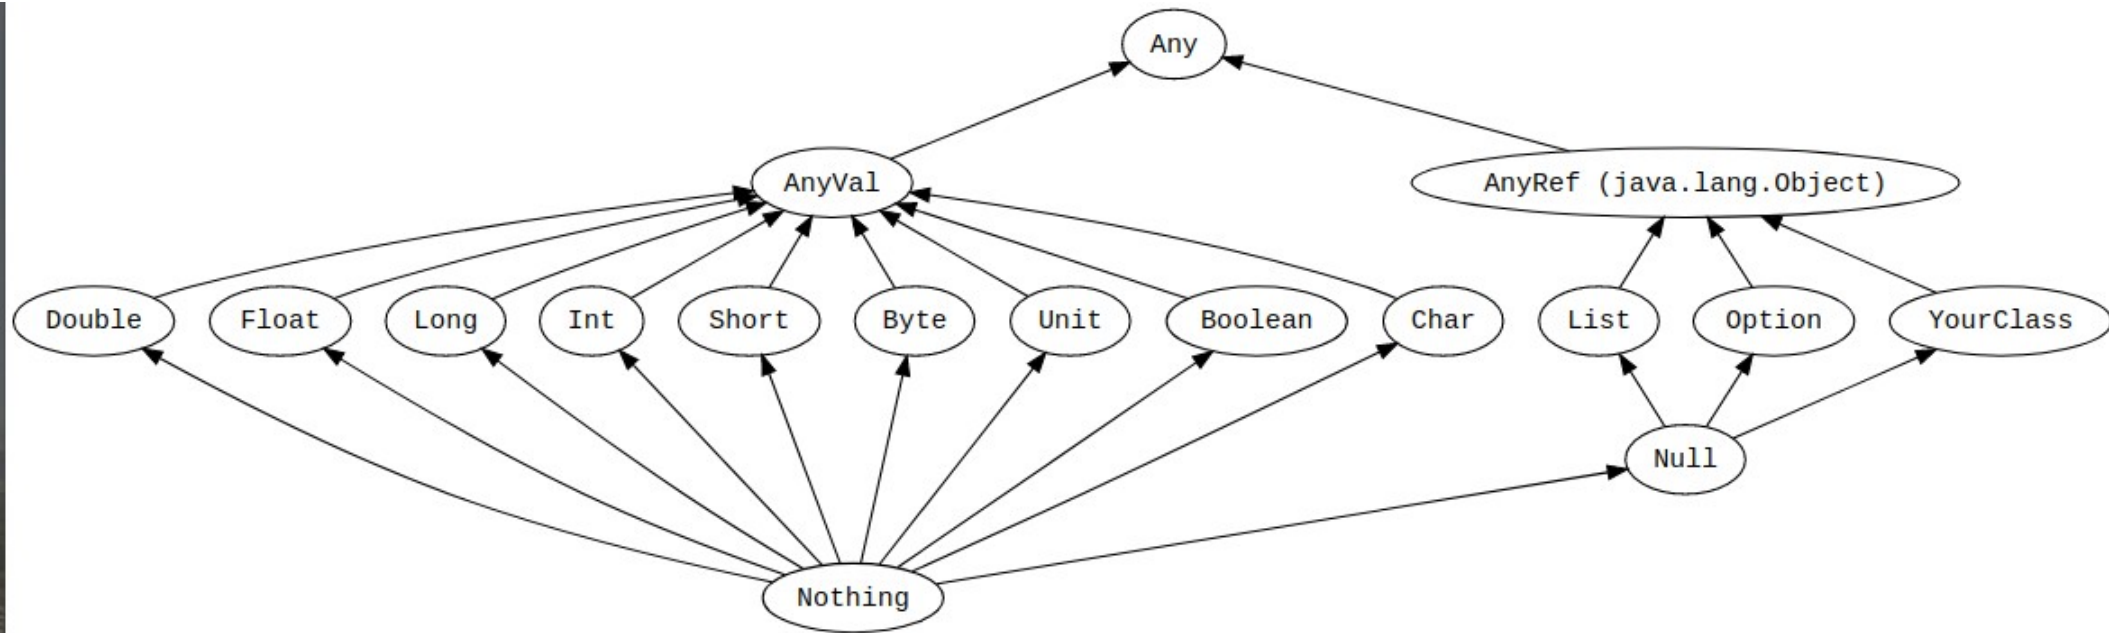 Any
AnyVal
AnyRef (java.lang.Object)
Double
Float
Long
Int
Short
Byte
Unit
Boolean
Char
List
Option
YourClass
Null
Nothing